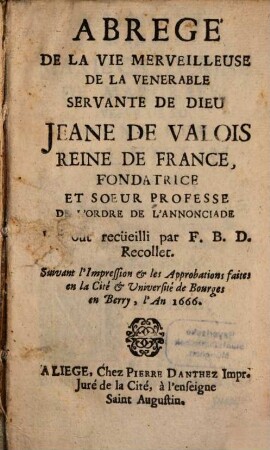 ABREGE'
DE LA VIE MERVEILLEUSE
DE LA VENERABLE
SERVANTE DE DIEU
JEANE DE VALOIS
REINE DE FRANCE,
FONDATRICE
ET SOEUR PROFESSE
DE L'ORDRE DE L'ANNONCIADE
recüeilli par F. B. D.
Recollet.
Suivant l'Impression & les Approbations faites
en la Cité & Université de Bourges
en Berry, l'An 1666.
A LIEGE, Chez PIERRE DANTHEZ Impr.
Juré de la Cité, à l'enseigne
Saint Augustin.